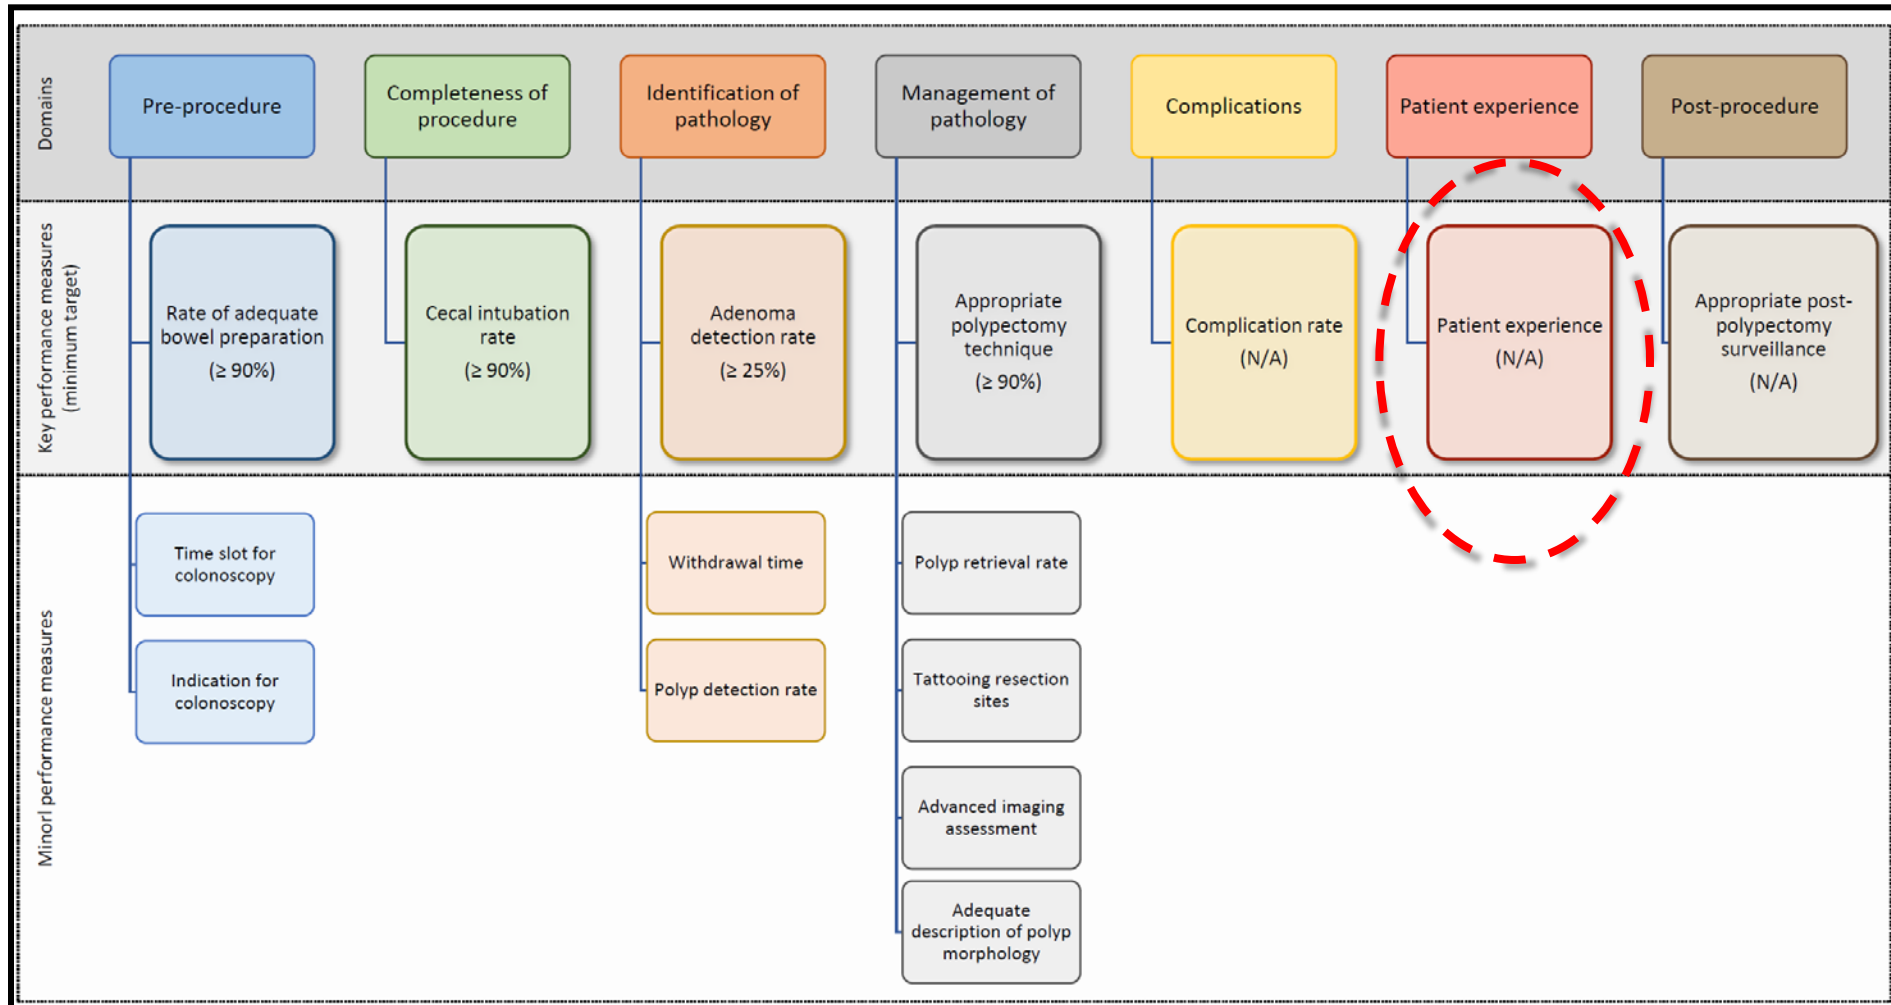 Domains
Pre-procedure
Completeness of
procedure
Identification of
pathology
Management of
pathology
Complications
Patient experience
Post-procedure
Key performance measures
(minimum target)
Rate of adequate
bowel preparation
(≥ 90%)
Cecal intubation
rate
(≥ 90%)
Adenoma
detection rate
(≥ 25%)
Appropriate
polypectomy
technique
(≥ 90%)
Complication rate
(N/A)
Patient experience
(N/A)
Appropriate post-
polypectomy
surveillance
(N/A)
Minorl performance measures
Time slot for
colonoscopy
Indication for
colonoscopy
Withdrawal time
Polyp detection rate
Polyp retrieval rate
Tattooing resection
sites
Advanced imaging
assessment
Adequate
description of polyp
morphology